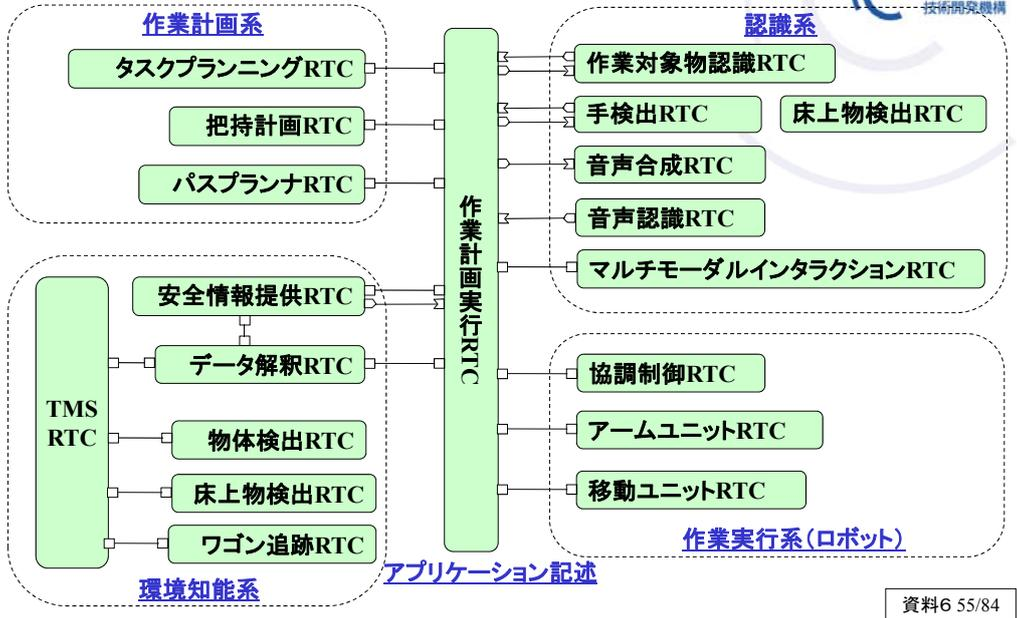 技術開発機構
作業計画系
タスクプランニングRTC
把持計画RTC
パスプランナRTC
作業計画実行RTC
認識系
作業対象物認識RTC
手検出RTC
床上物検出RTC
音声合成RTC
音声認識RTC
マルチモーダルインタラクションRTC
安全情報提供RTC
データ解釈RTC
TMS
RTC
物体検出RTC
床上物検出RTC
ワゴン追跡RTC
環境知能系
協調制御RTC
アームユニットRTC
移動ユニットRTC
作業実行系(ロボット)
アプリケーション記述
資料6 55/84